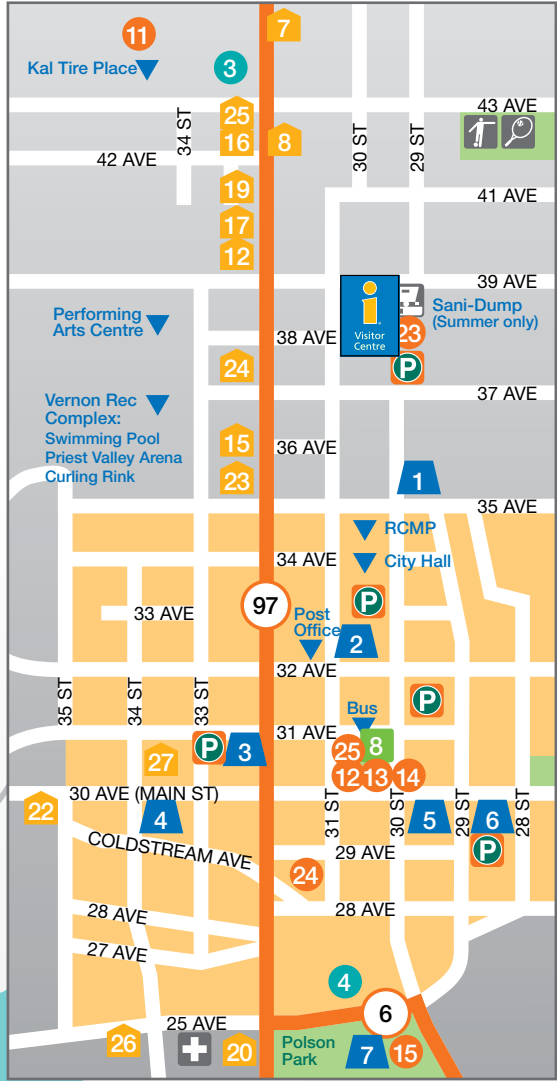 11
7
Kal Tire Place
3
43 AVE
25
34 ST
16
8
30 ST
29 ST
42 AVE
19
41 AVE
17
12
39 AVE
i
Visitor
Centre
Sani-Dump
(Summer only)
23
P
Performing
Arts Centre
38 AVE
24
37 AVE
Vernon Rec
Complex:
Swimming Pool
Priest Valley Arena
Curling Rink
15
36 AVE
23
1
35 AVE
RCMP
34 AVE
City Hall
97
P
33 AVE
Post
Office
2
32 AVE
35 ST
34 ST
33 ST
P
Bus
31 AVE
P
3
27
25
8
12
13
14
22
30 AVE (MAIN ST)
4
31 ST
30 ST
5
29 ST
6
28 ST
COLDSTREAM AVE
29 AVE
P
24
28 AVE
28 AVE
27 AVE
4
6
25 AVE
26
20
Polson
Park
7
15